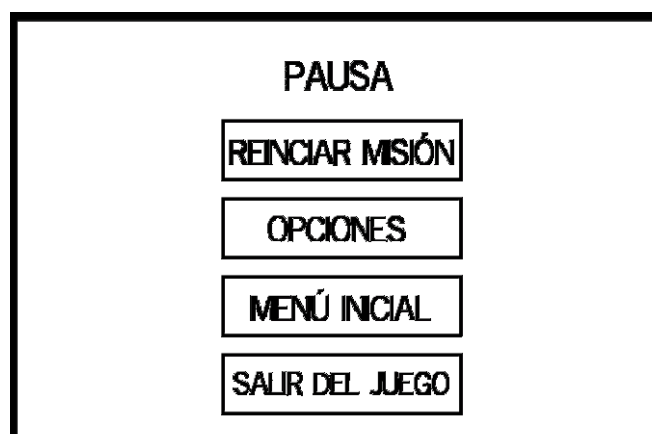 PAUSA
REINCIAR MISIÓN
OPCIONES
MENÚ INICIAL
SALIR DEL JUEGO